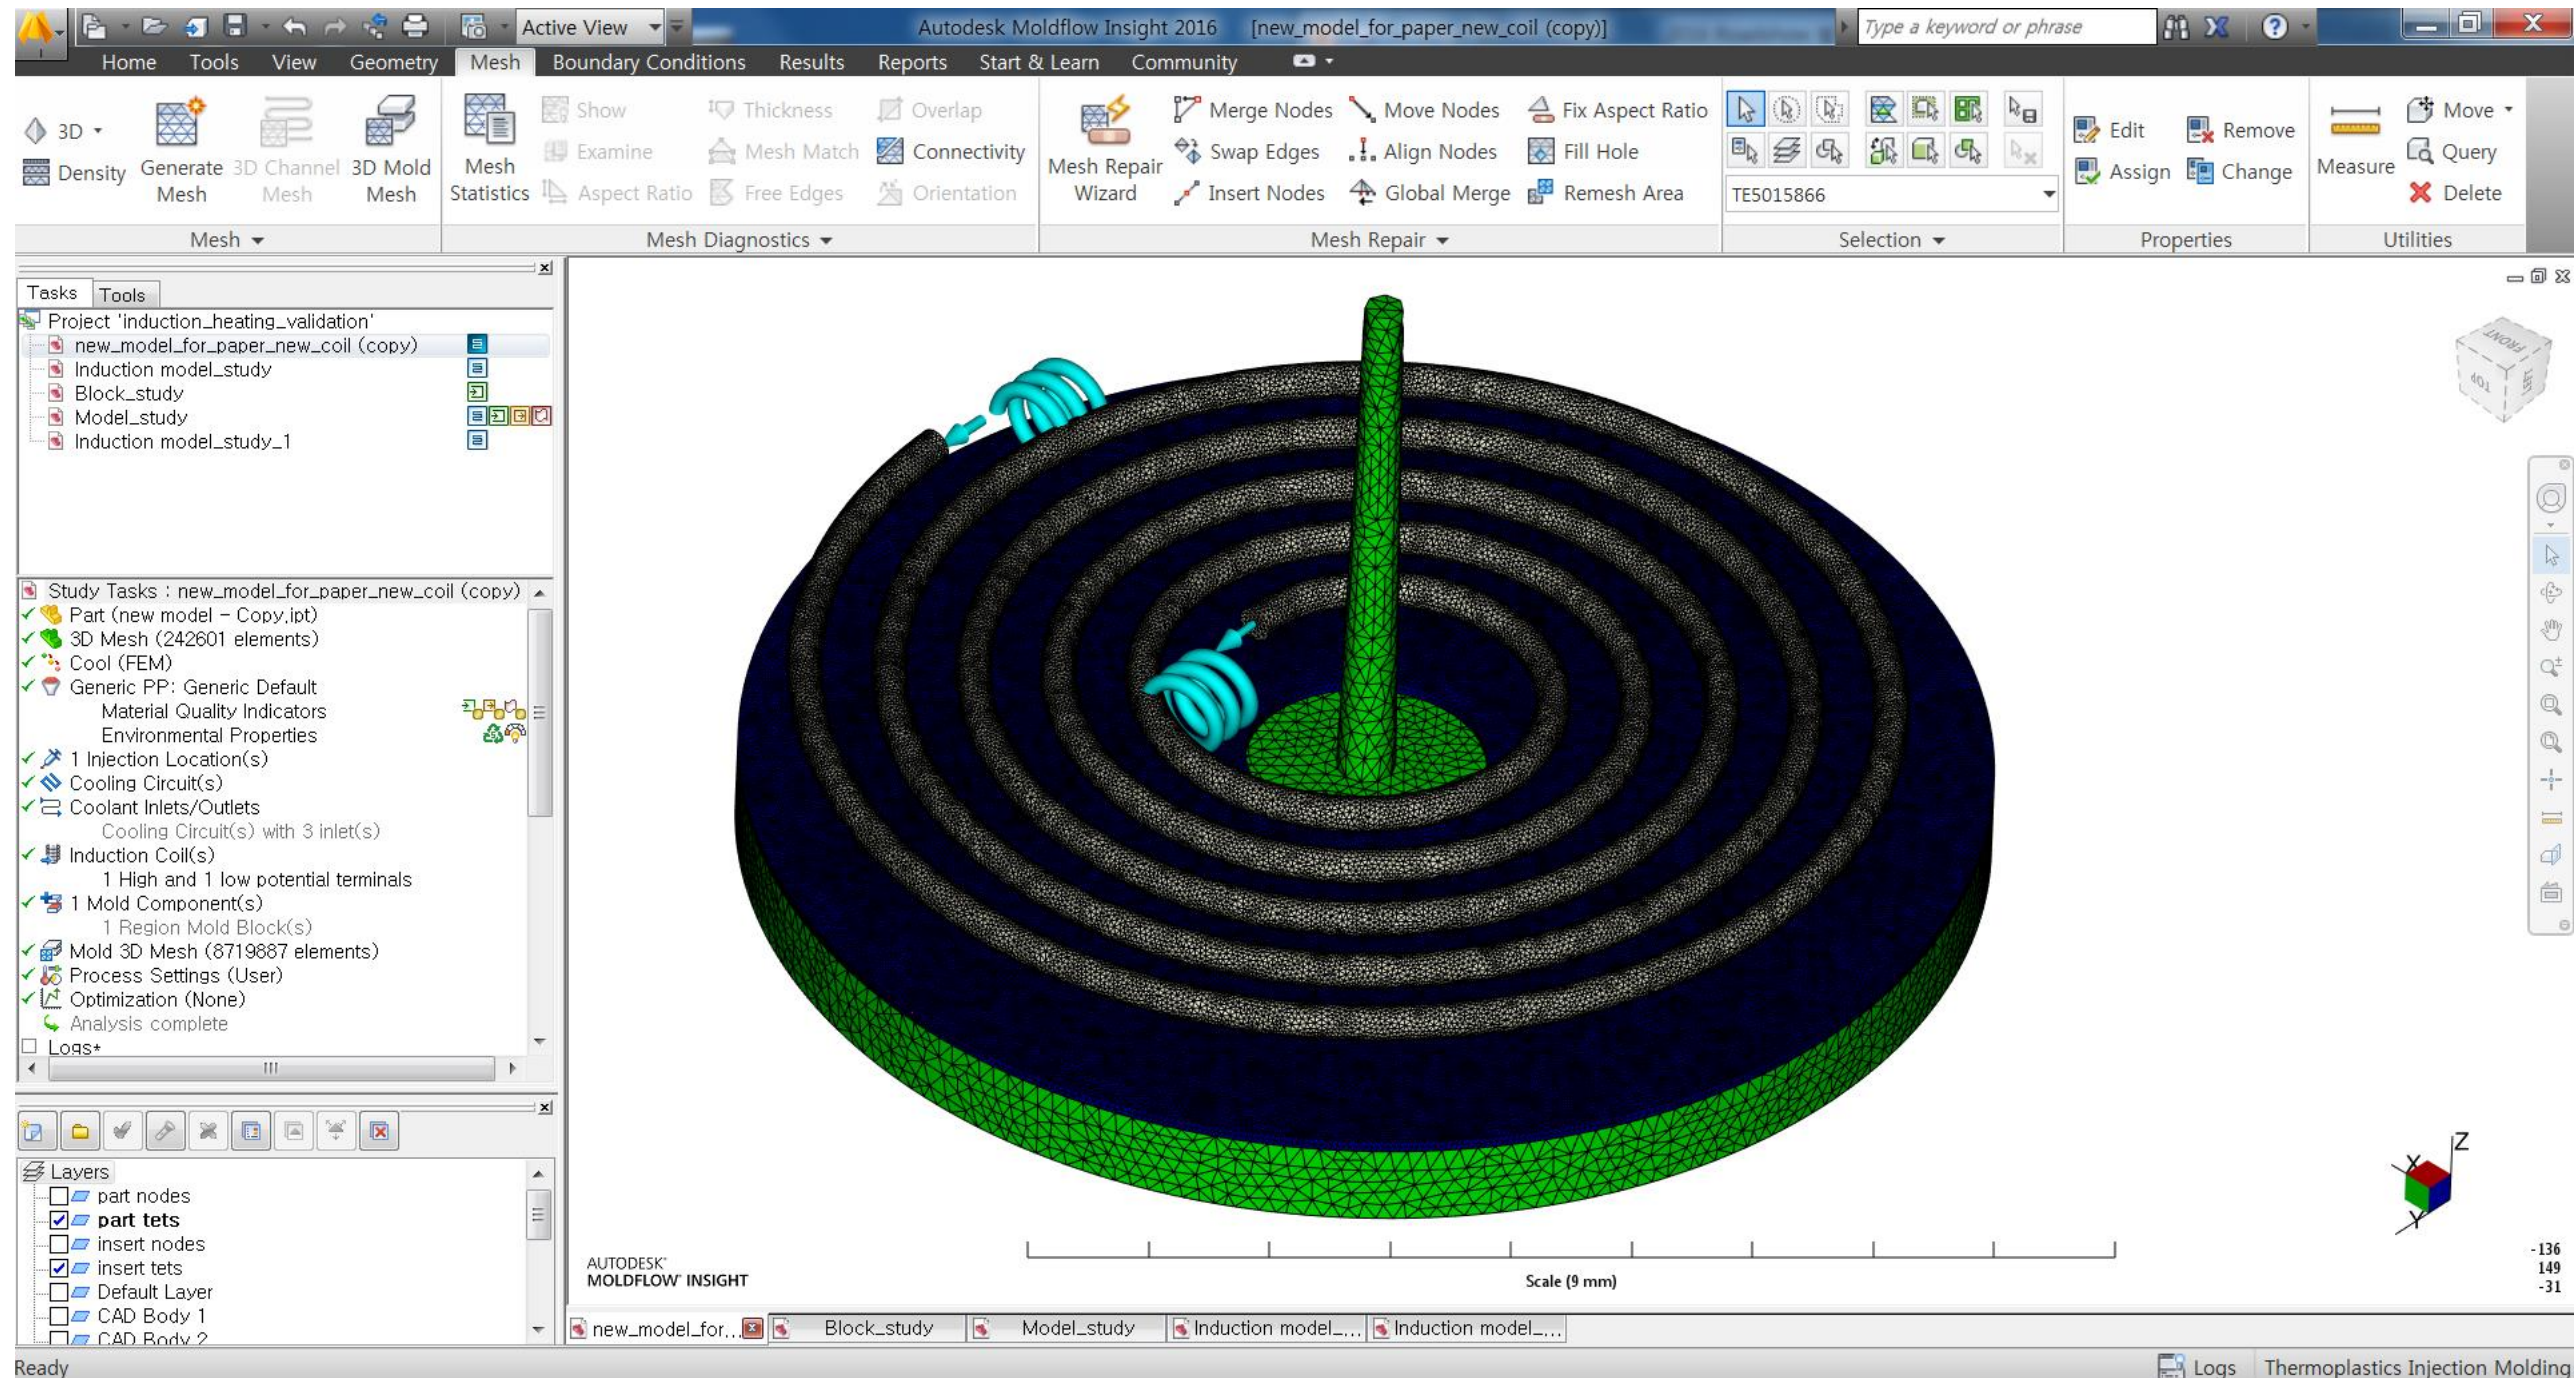 Active View
Autodesk Moldflow Insight 2016 [new_model_for_paper_new_coil (copy)]
Type a keyword or phrase
Home Tools View Geometry Mesh Boundary Conditions Results Reports Start & Learn Community
3D
Density
Generate Mesh
3D Channel Mesh
3D Mold Mesh
Mesh Statistics
Show Thickness Overlap
Examine Mesh Match Connectivity
Aspect Ratio Free Edges Orientation
Mesh Repair Wizard
Merge Nodes Move Nodes Fix Aspect Ratio
Swap Edges Align Nodes Fill Hole
Insert Nodes Global Merge Remesh Area
TE5015866
Edit Remove
Assign Change
Measure
Move
Query
Delete
Mesh Mesh Diagnostics Mesh Repair Selection Properties Utilities
Tasks Tools
Project 'induction_heating_validation'
new_model_for_paper_new_coil (copy)
Induction model_study
Block_study
Model_study
Induction model_study_1
Study Tasks : new_model_for_paper_new_coil (copy)
Part (new model - Copy.ipt)
3D Mesh (242601 elements)
Cool (FEM)
Generic PP: Generic Default
Material Quality Indicators
Environmental Properties
1 Injection Location(s)
Cooling Circuit(s)
Coolant Inlets/Outlets
Cooling Circuit(s) with 3 inlet(s)
Induction Coil(s)
1 High and 1 low potential terminals
1 Mold Component(s)
1 Region Mold Block(s)
Mold 3D Mesh (8719887 elements)
Process Settings (User)
Optimization (None)
Analysis complete
Logs*
Layers
part nodes
part tets
insert nodes
insert tets
Default Layer
CAD Body 1
CAD Body 2
FRONT
TOP
Z
X
Y
-136
149
-31
AUTODESK
MOLDFLOW INSIGHT
Scale (9 mm)
new_model_for... Block_study Model_study Induction model_... Induction model_...
Ready
Logs Thermoplastics Injection Molding